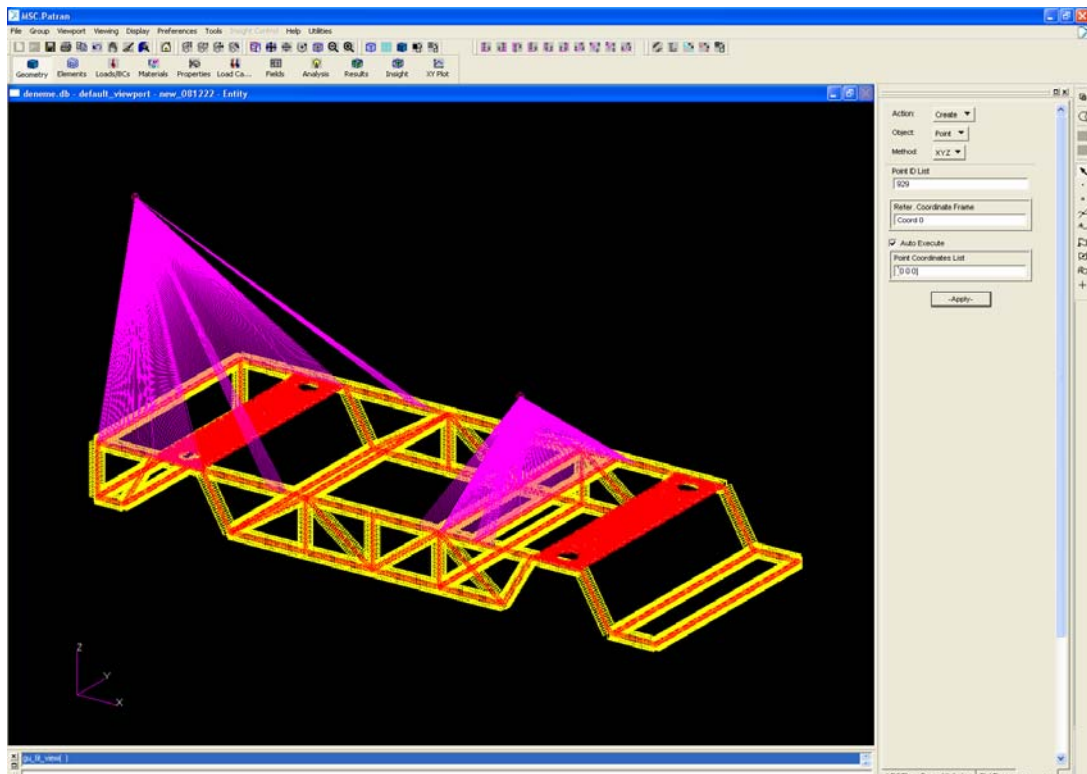 MSC.Patran
File Group Viewport Viewing Display Preferences Tools Insight Control Help Utilities
Geometry Elements Loads/BCs Materials Properties Load Ca... Fields Analysis Results Insight XY Plot
deneme.db - default_viewport - new_081222 - Entity
Action: Create
Object: Point
Method: XYZ
Point ID List
929
Refer. Coordinate Frame
Coord 0
Auto Execute
Point Coordinates List
[0 0 0]
-Apply-
Z
Y
X
gu_fit_view( )